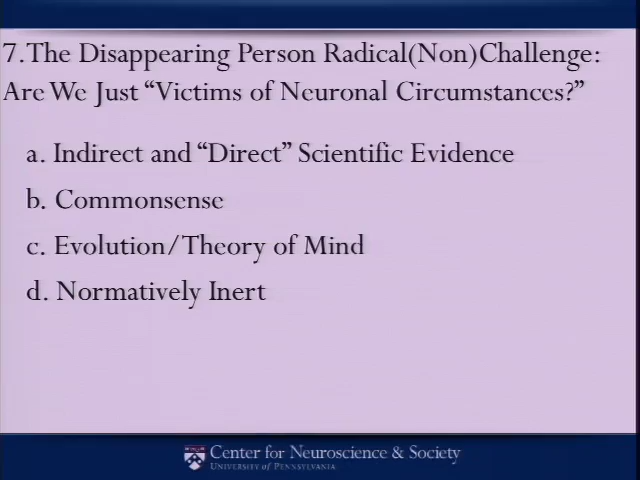 7.The Disappearing Person Radical(Non)Challenge:
Are We Just “Victims of Neuronal Circumstances?”
a. Indirect and “Direct” Scientific Evidence
b. Commonsense
c. Evolution/Theory of Mind
d. Normatively Inert
Center for Neuroscience & Society
UNIVERSITY of PENNSYLVANIA